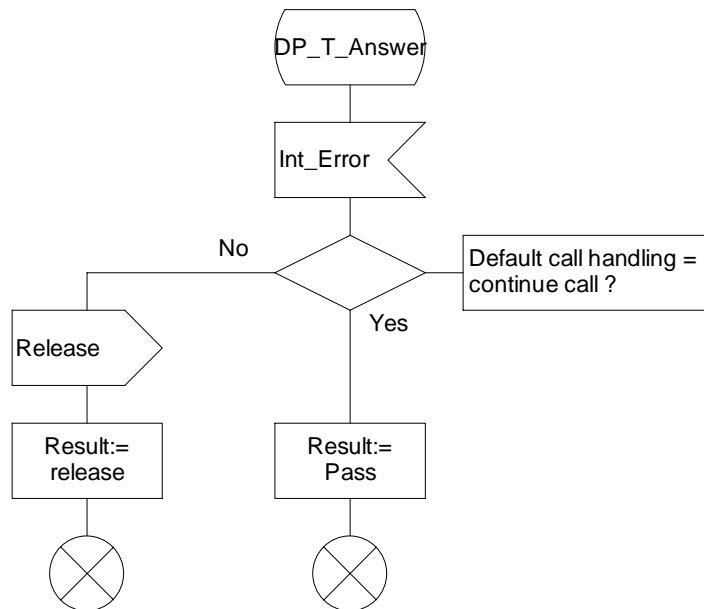 DP_T_Answer
Int_Error
No
Default call handling =
continue call ?
Yes
Release
Result:=
release
Result:=
Pass